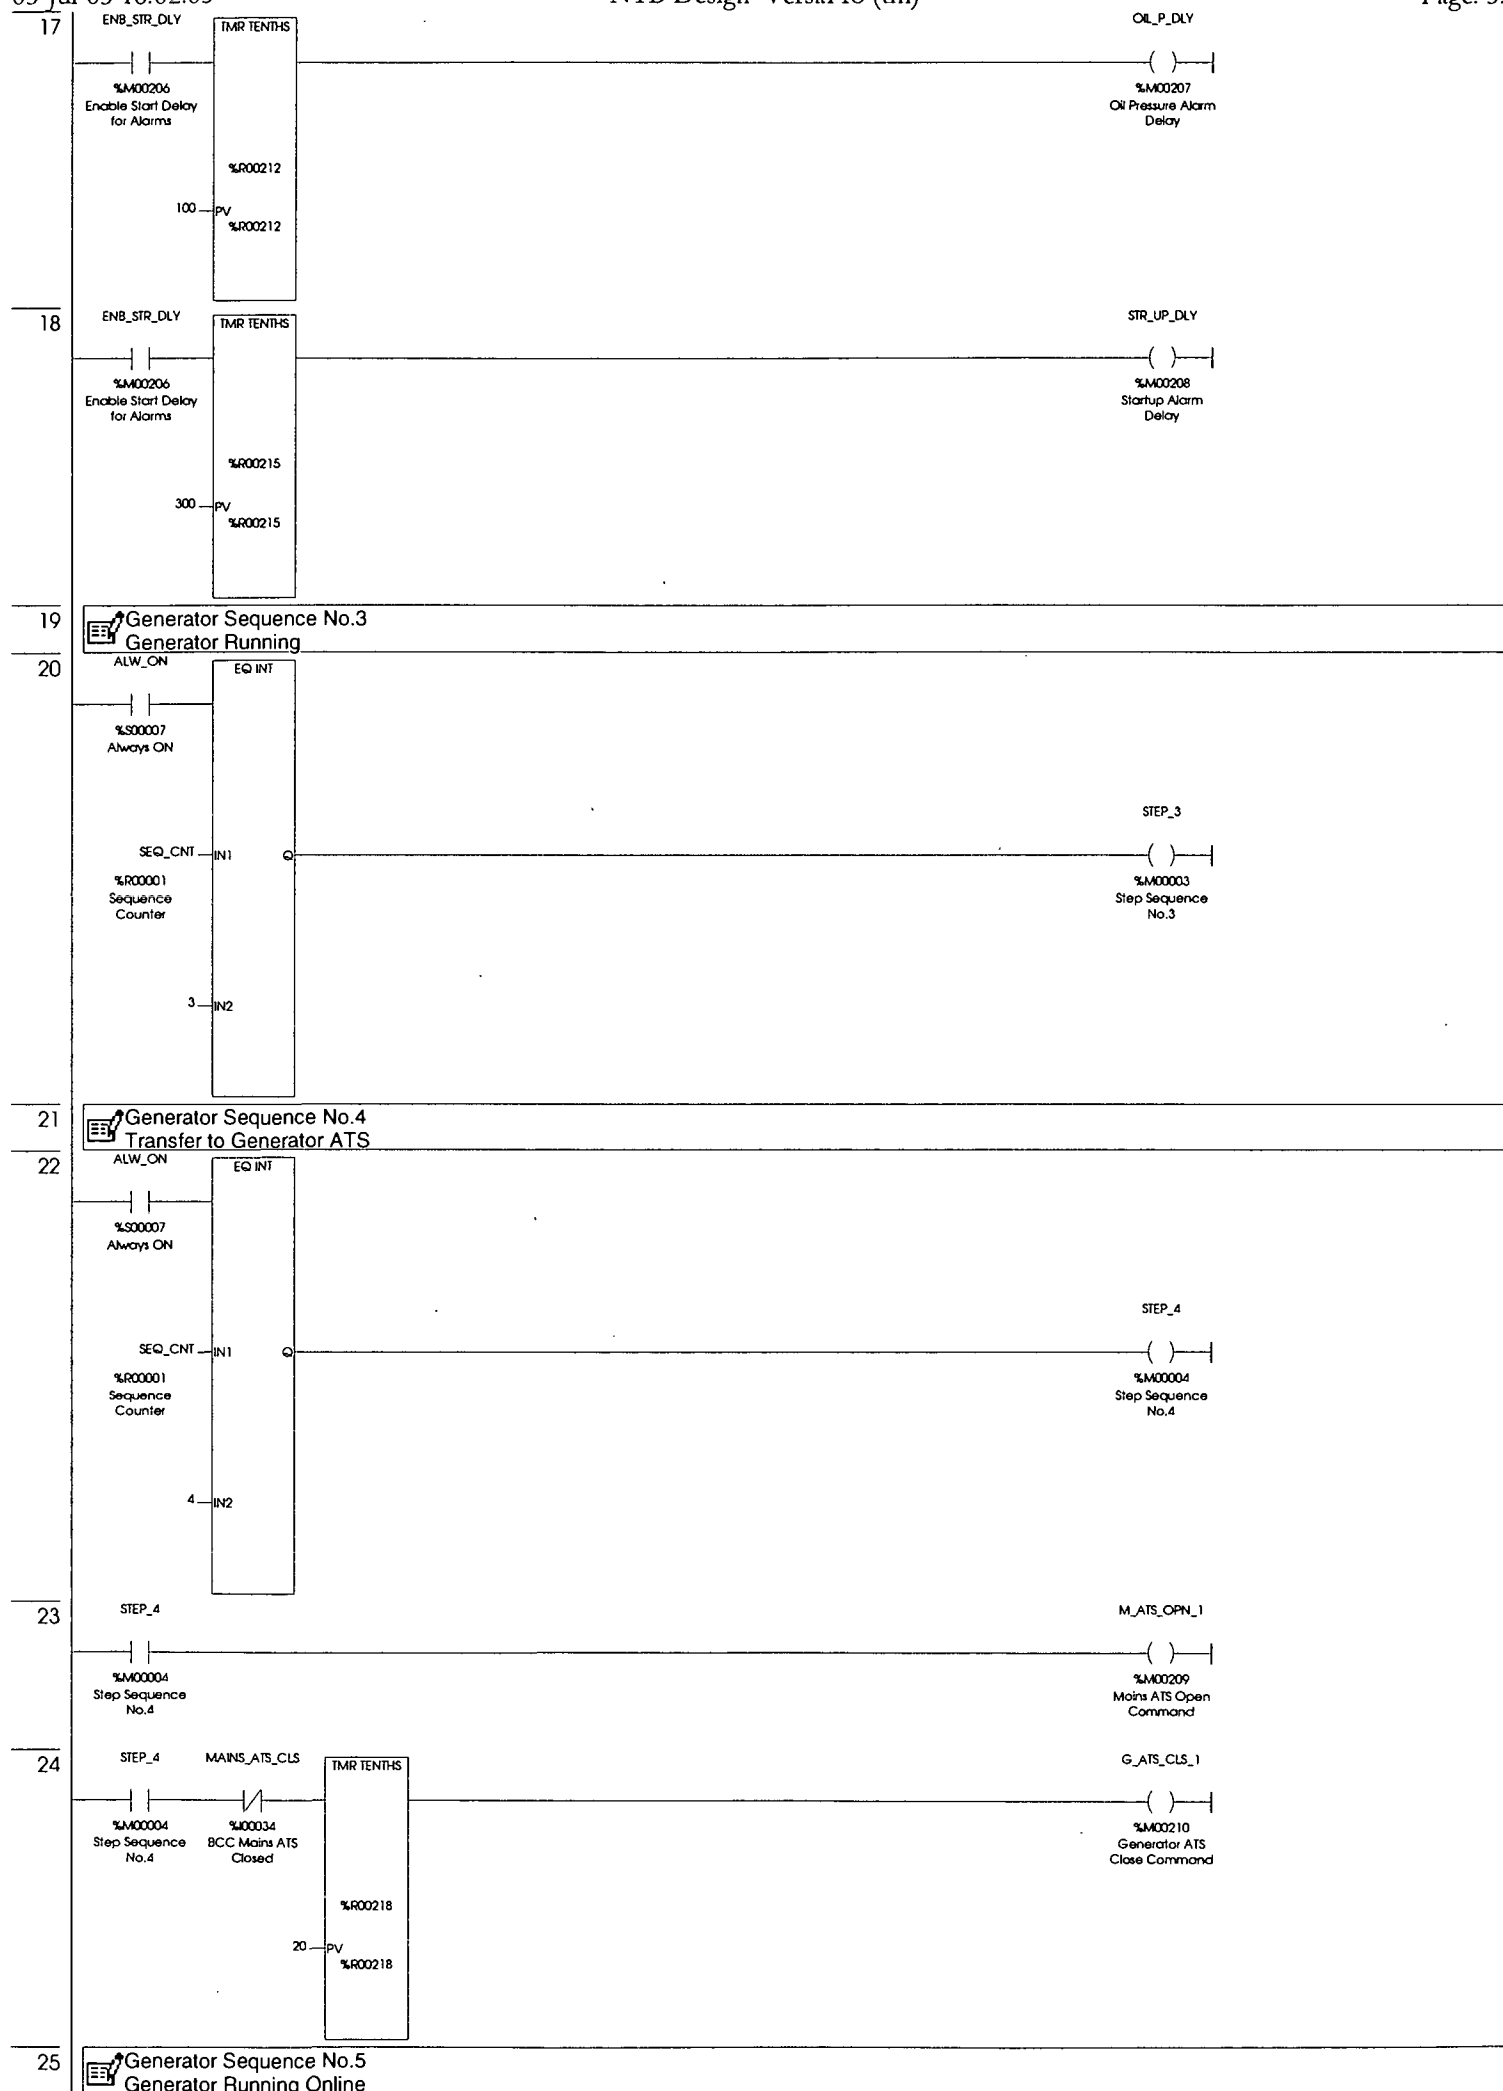 17
ENB_STR_DLY
TMR TENTHS
OIL_P_DLY
%M00206
Enable Start Delay
for Alarms
%M00207
Oil Pressure Alarm
Delay
%R00212
100
PV
%R00212
18
ENB_STR_DLY
TMR TENTHS
STR_UP_DLY
%M00206
Enable Start Delay
for Alarms
%M00208
Startup Alarm
Delay
%R00215
300
PV
%R00215
19
Generator Sequence No.3
Generator Running
20
ALW_ON
EQ INT
%S00007
Always ON
STEP_3
SEQ_CNT
IN1
Q
%R00001
Sequence
Counter
%M00003
Step Sequence
No.3
3
IN2
21
Generator Sequence No.4
Transfer to Generator ATS
22
ALW_ON
EQ INT
%S00007
Always ON
STEP_4
SEQ_CNT
IN1
Q
%R00001
Sequence
Counter
%M00004
Step Sequence
No.4
4
IN2
23
STEP_4
M_ATS_OPN_1
%M00004
Step Sequence
No.4
%M00209
Mains ATS Open
Command
24
STEP_4
MAINS_ATS_CLS
TMR TENTHS
G_ATS_CLS_1
%M00004
Step Sequence
No.4
%I00034
BCC Mains ATS
Closed
%M00210
Generator ATS
Close Command
%R00218
20
PV
%R00218
25
Generator Sequence No.5
Generator Running Online